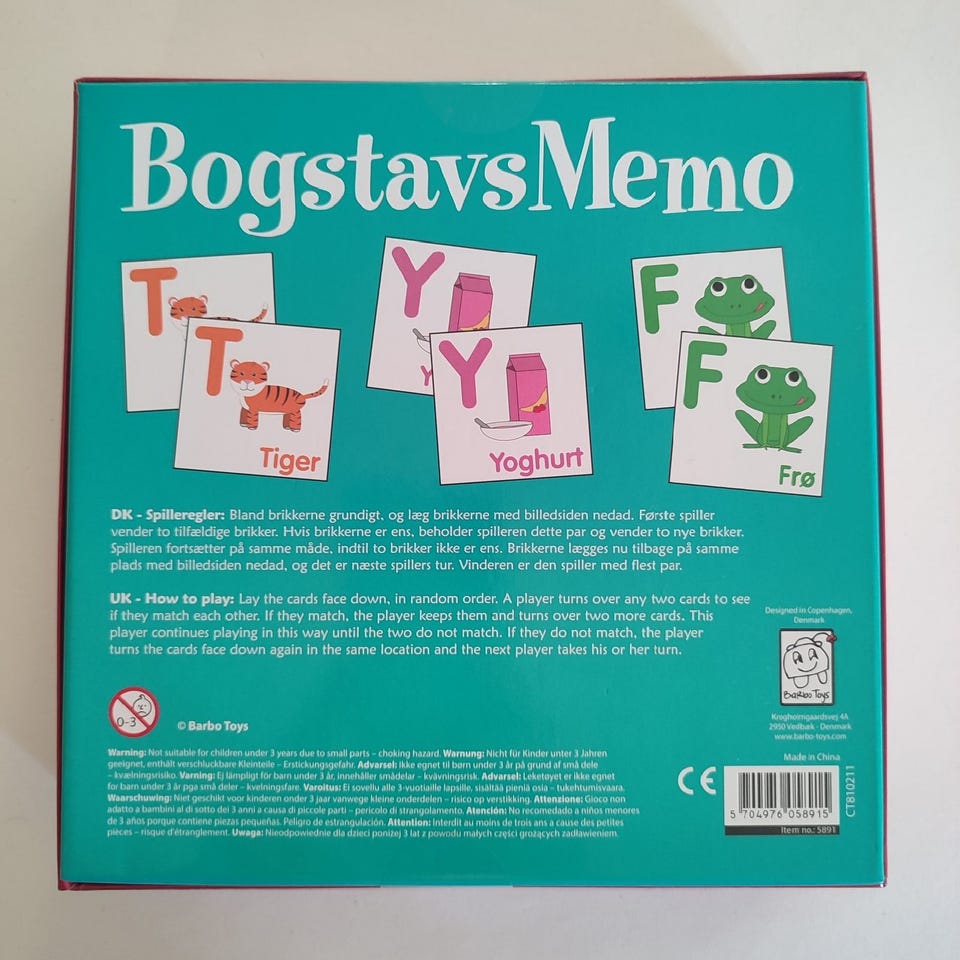 BogstavsMemo
T
T
Tiger
Y
Y
Y
Yoghurt
F
F
Frø
DK - Spilleregler: Bland brikkerne grundigt, og læg brikkerne med billedsiden nedad. Første spiller
vender to tilfældige brikker. Hvis brikkerne er ens, beholder spilleren dette par og vender to nye brikker.
Spilleren fortsætter på samme måde, indtil to brikker ikke er ens. Brikkerne lægges nu tilbage på samme
plads med billedsiden nedad, og det er næste spillers tur. Vinderen er den spiller med flest par.
UK - How to play: Lay the cards face down, in random order. A player turns over any two cards to see
if they match each other. If they match, the player keeps them and turns over two more cards. This
player continues playing in this way until the two do not match. If they do not match, the player
turns the cards face down again in the same location and the next player takes his or her turn.
Designed in Copenhagen,
Denmark
BarBo Toys
Krogholmgaardsvej 4A
2950 Vedbæk - Denmark
www.barbo-toys.com
0-3
© Barbo Toys
Warning: Not suitable for children under 3 years due to small parts – choking hazard. Warnung: Nicht für Kinder unter 3 Jahren
geeignet, enthält verschluckbare Kleinteile – Erstickungsgefahr. Advarsel: Ikke egnet til børn under 3 år på grund af små dele
– kvælningsrisiko. Varning: Ej lämpligt för barn under 3 år, innehåller smådelar – kvävningsrisk. Advarsel: Leketøyet er ikke egnet
for barn under 3 år pga små deler – kvelningsfare. Varoitus: Ei sovellu alle 3-vuotiaille lapsille, sisältää pieniä osia – tukehtumisvaara.
Waarschuwing: Niet geschikt voor kinderen onder 3 jaar vanwege kleine onderdelen – risico op verstikking. Attenzione: Gioco non
adatto a bambini al di sotto dei 3 anni a causa di piccole parti – pericolo di strangolamento. Atención: No recomedado a niños menores
de 3 años porque contiene piezas pequeñas. Peligro de estrangulación. Attention: Interdit au moins de trois ans a cause des petites
pièces – risque d'étranglement. Uwaga: Nieodpowiednie dla dzieci poniżej 3 lat z powodu małych części grożących zadławieniem.
Made in China
CE
5 704976 058915
Item no.: 5891
CT810211